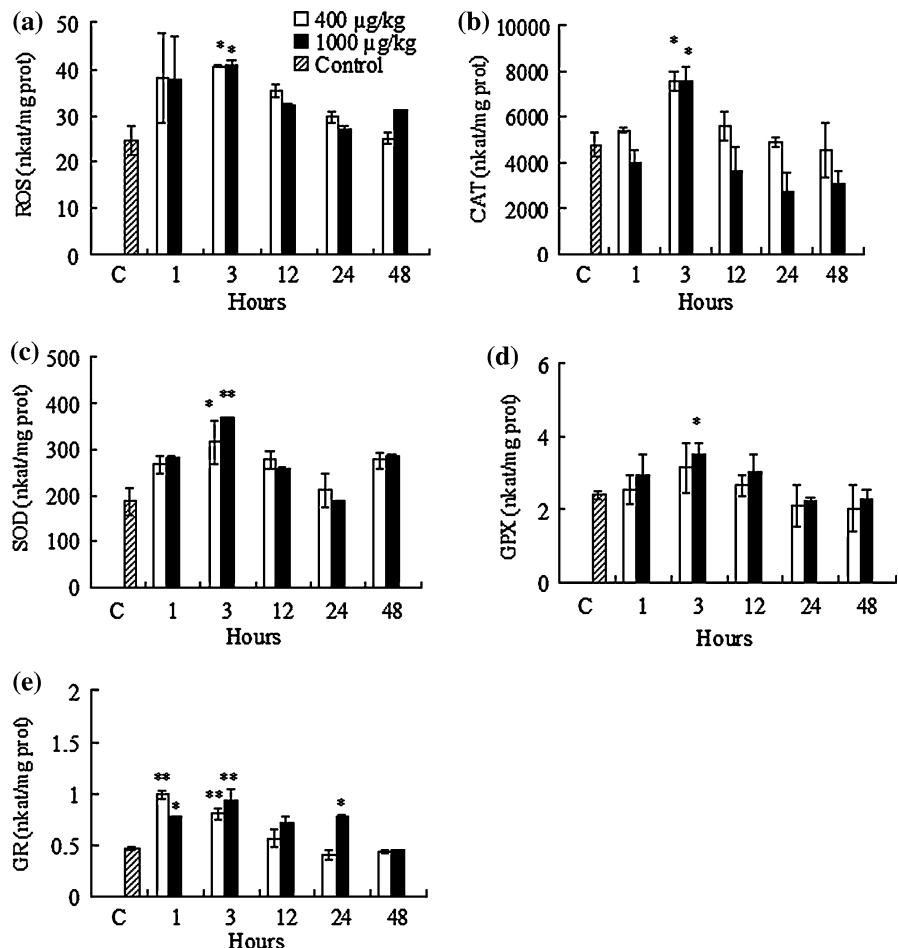 (a)
50
40
30
20
10
0
ROS (nkat/mg prot)
* *
400 µg/kg
1000 µg/kg
Control
C 1 3 12 24 48
Hours
(b)
10000
8000
6000
4000
2000
0
CAT (nkat/mg prot)
* *
C 1 3 12 24 48
Hours
(c)
500
400
300
200
100
0
SOD (nkat/mg prot)
* **
C 1 3 12 24 48
Hours
(d)
6
4
2
0
GPX (nkat/mg prot)
*
C 1 3 12 24 48
Hours
(e)
2
1.5
1
0.5
0
GR (nkat/mg prot)
** * ** ** *
C 1 3 12 24 48
Hours